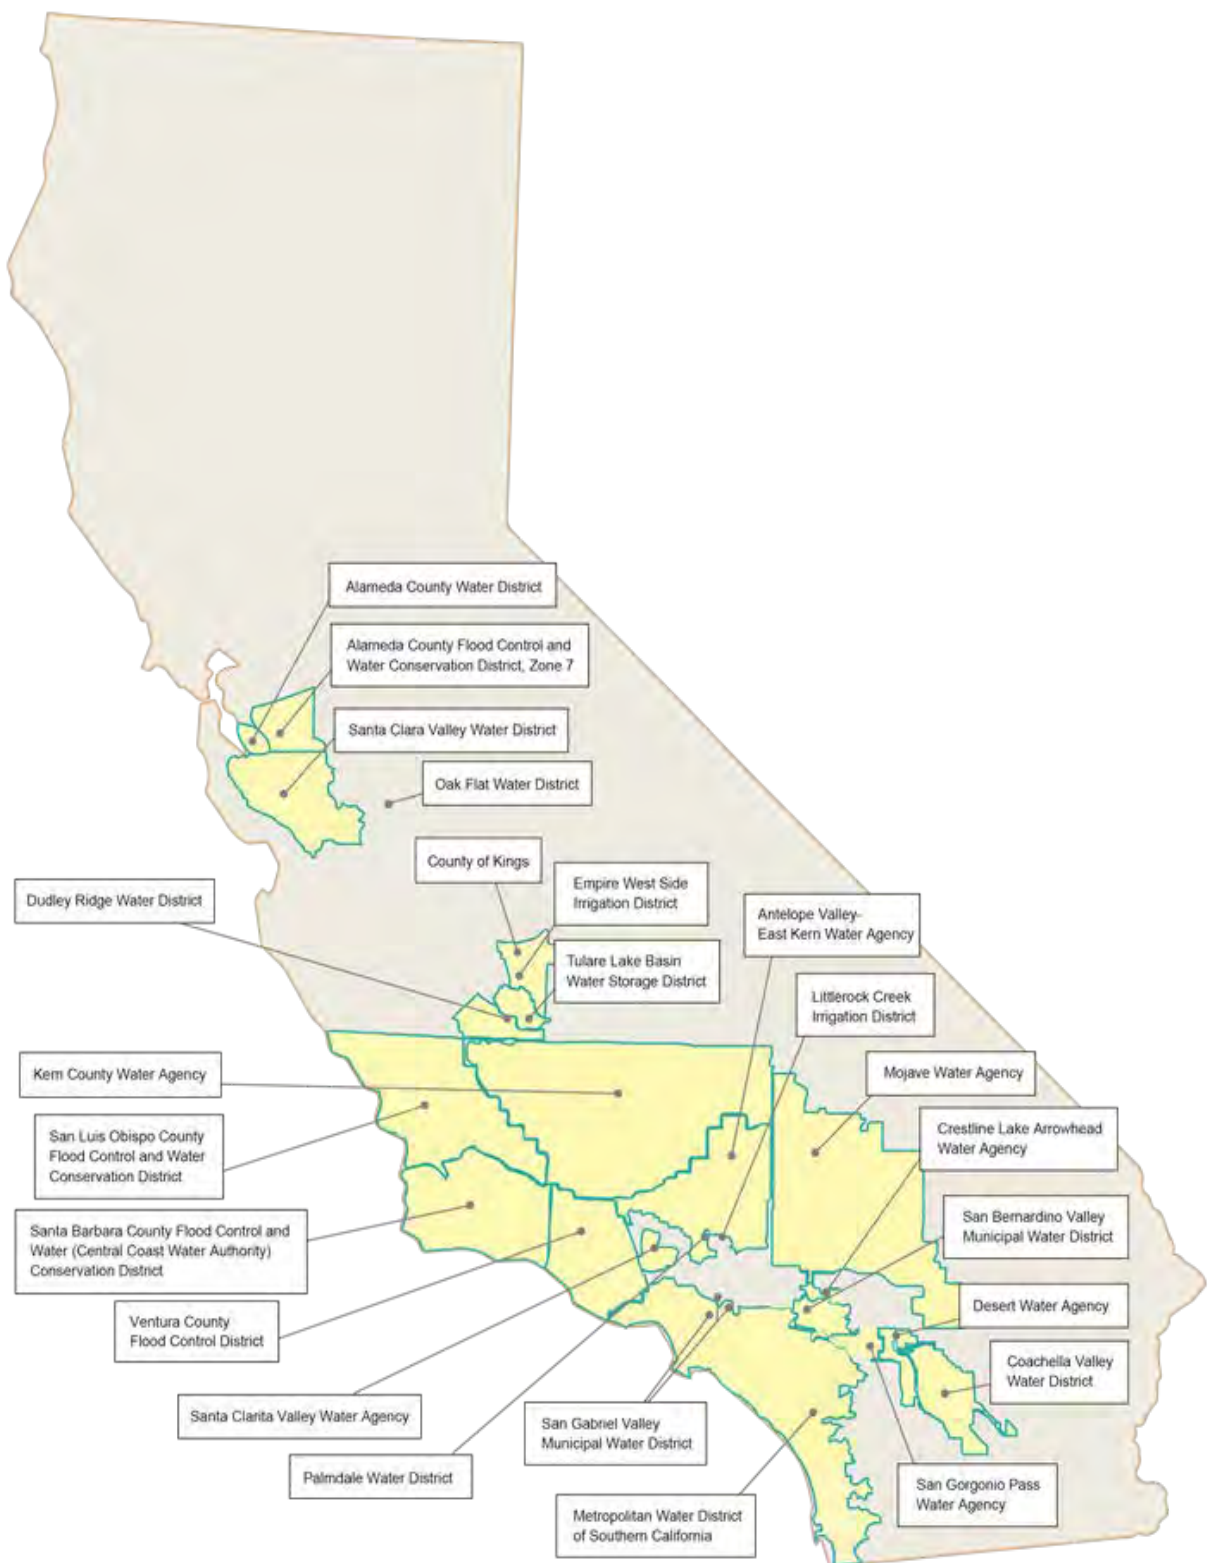 Alameda County Water District
Alameda County Flood Control and
Water Conservation District, Zone 7
Santa Clara Valley Water District
Oak Flat Water District
County of Kings
Empire West Side
Irrigation District
Dudley Ridge Water District
Antelope Valley-
East Kern Water Agency
Tulare Lake Basin
Water Storage District
Littlerock Creek
Irrigation District
Kern County Water Agency
Mojave Water Agency
San Luis Obispo County
Flood Control and Water
Conservation District
Crestline Lake Arrowhead
Water Agency
Santa Barbara County Flood Control and
Water (Central Coast Water Authority)
Conservation District
San Bernardino Valley
Municipal Water District
Ventura County
Flood Control District
Desert Water Agency
Coachella Valley
Water District
Santa Clarita Valley Water Agency
San Gabriel Valley
Municipal Water District
Palmdale Water District
San Gorgonio Pass
Water Agency
Metropolitan Water District
of Southern California